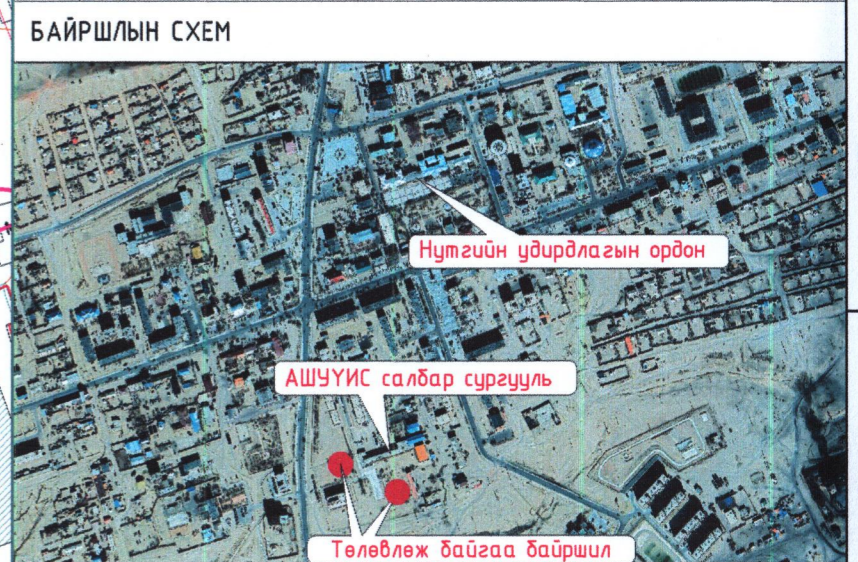 БАЙРШЛЫН СХЕМ
Нутгийн удирдлагын ордон
АШУҮИС салбар сургууль
Төлөвлөж байгаа байршил